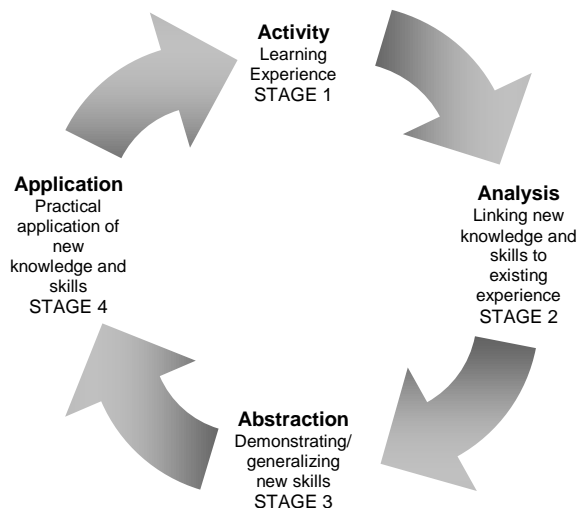 Activity
Learning
Experience
STAGE 1
Analysis
Linking new
knowledge and
skills to
existing
experience
STAGE 2
Abstraction
Demonstrating/
generalizing
new skills
STAGE 3
Application
Practical
application of
new
knowledge and
skills
STAGE 4